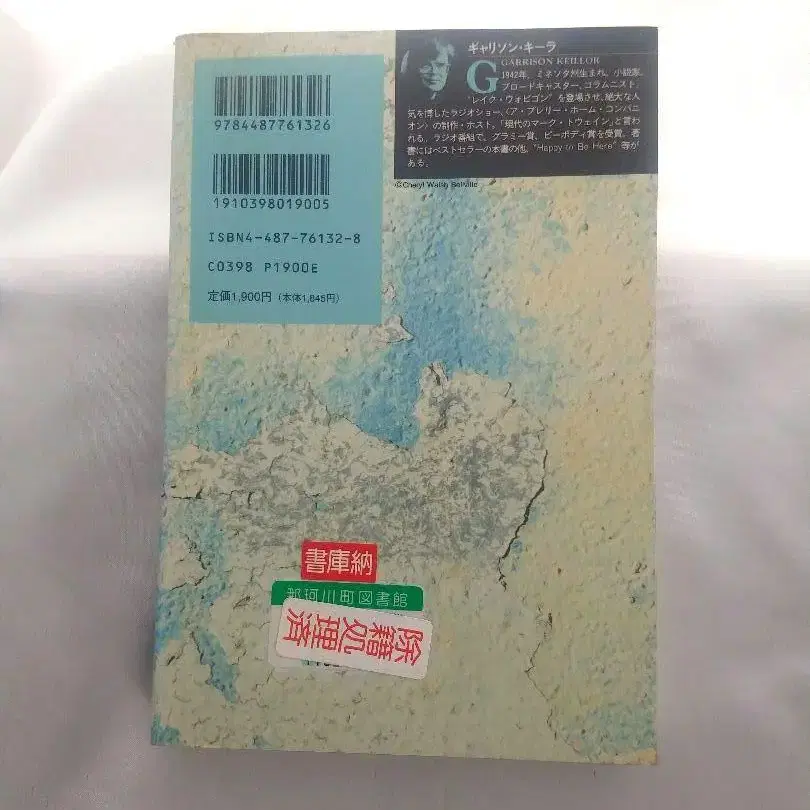 9784487761326
1910398019005
ISBN4-487-76132-8
C0398 P1900E
定価1,900円（本体1,845円）
ギャリソン・キーラ
GARRISON KEILLOR
G
1942年、ミネソタ州生まれ。小説家、
ブロードキャスター、コラムニスト。
"レイク・ウォビゴン"を登場させ、絶大な人
気を博したラジオショー、〈ア・プレリー・ホーム・コンパニ
オン〉の制作・ホスト。「現代のマーク・トウェイン」と言わ
れる。ラジオ番組で、グラミー賞、ピーボディ賞を受賞。著
書にはベストセラーの本書の他、"Happy to Be Here"等が
ある。
©Cheryl Walsh Bellville
書庫納
那珂川町図書館
除籍処理済